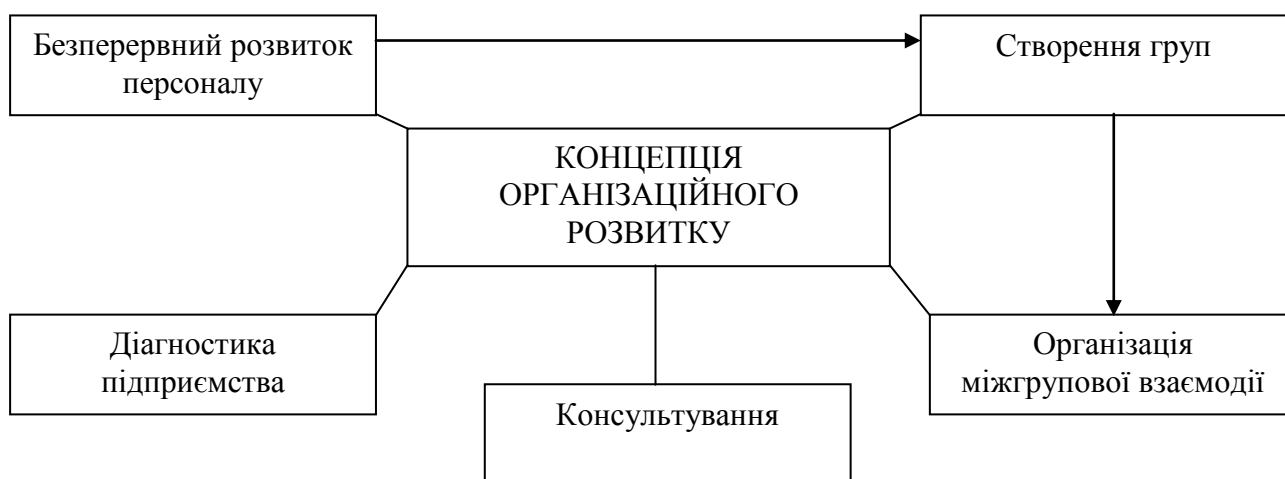 Безперервний розвиток
персоналу
Створення груп
КОНЦЕПЦІЯ
ОРГАНІЗАЦІЙНОГО
РОЗВИТКУ
Діагностика
підприємства
Організація
міжгрупової взаємодії
Консультування